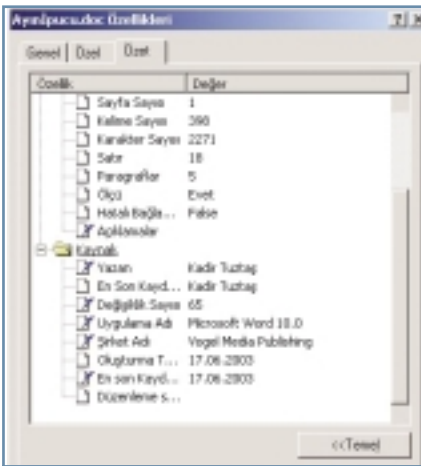 Ayinipucu.doc Özellikleri
Genel Özel Özet
Özellik Değer
Sayfa Sayısı 1
Kelime Sayısı 398
Karakter Sayısı 2271
Satır 18
Paragraflar 5
Ölçü Evet
Hatalı Bağla... False
Açıklamalar
Kaynak
Yazan Kadir Tuztaş
En Son Kayd... Kadir Tuztaş
Değişiklik Sayısı 65
Uygulama Adı Microsoft Word 10.0
Şirket Adı Vogel Media Publishing
Oluşturma T... 17.06.2003
En son Kayd... 17.06.2003
Düzenleme s...
<<Temel